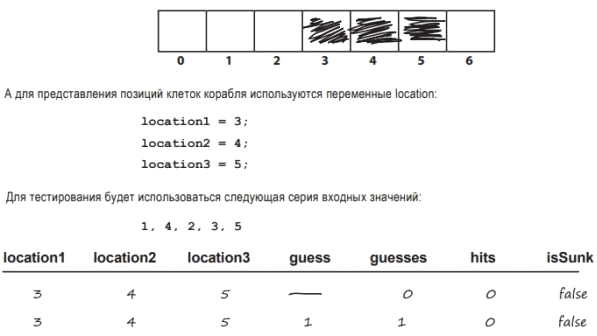 0 1 2 3 4 5 6
А для представления позиций клеток корабля используются переменные location:
location1 = 3;
location2 = 4;
location3 = 5;
Для тестирования будет использоваться следующая серия входных значений:
1, 4, 2, 3, 5
location1 location2 location3 guess guesses hits isSunk
3 4 5 — 0 0 false
3 4 5 1 1 0 false